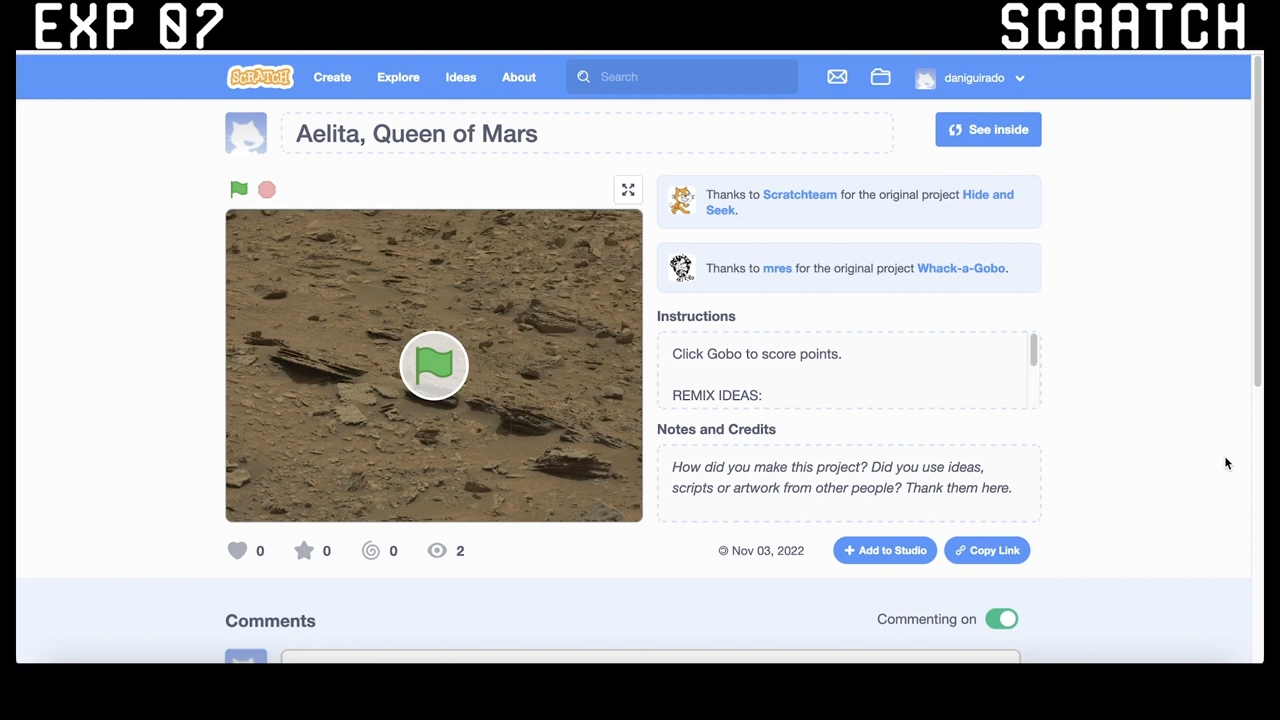 EXP 07
SCRATCH
SCRATCH
Create
Explore
Ideas
About
Search
daniguirado
Aelita, Queen of Mars
See inside
Thanks to Scratchteam for the original project Hide and
Seek.
Thanks to mres for the original project Whack-a-Gobo.
Instructions
Click Gobo to score points.
REMIX IDEAS:
Notes and Credits
How did you make this project? Did you use ideas,
scripts or artwork from other people? Thank them here.
0
0
0
2
© Nov 03, 2022
Add to Studio
Copy Link
Comments
Commenting on